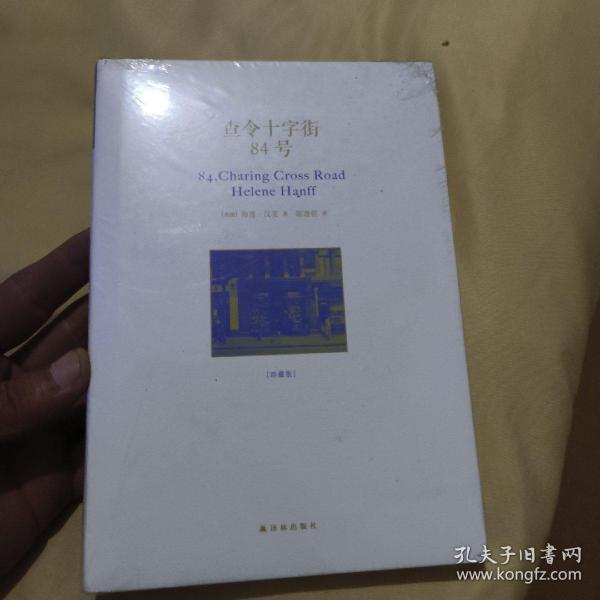 查令十字街
84号
84,Charing Cross Road
Helene Hanff
[美国] 海莲·汉芙 著 陈建铭 译
[珍藏版]
译林出版社
孔夫子旧书网
www.kongfz.com